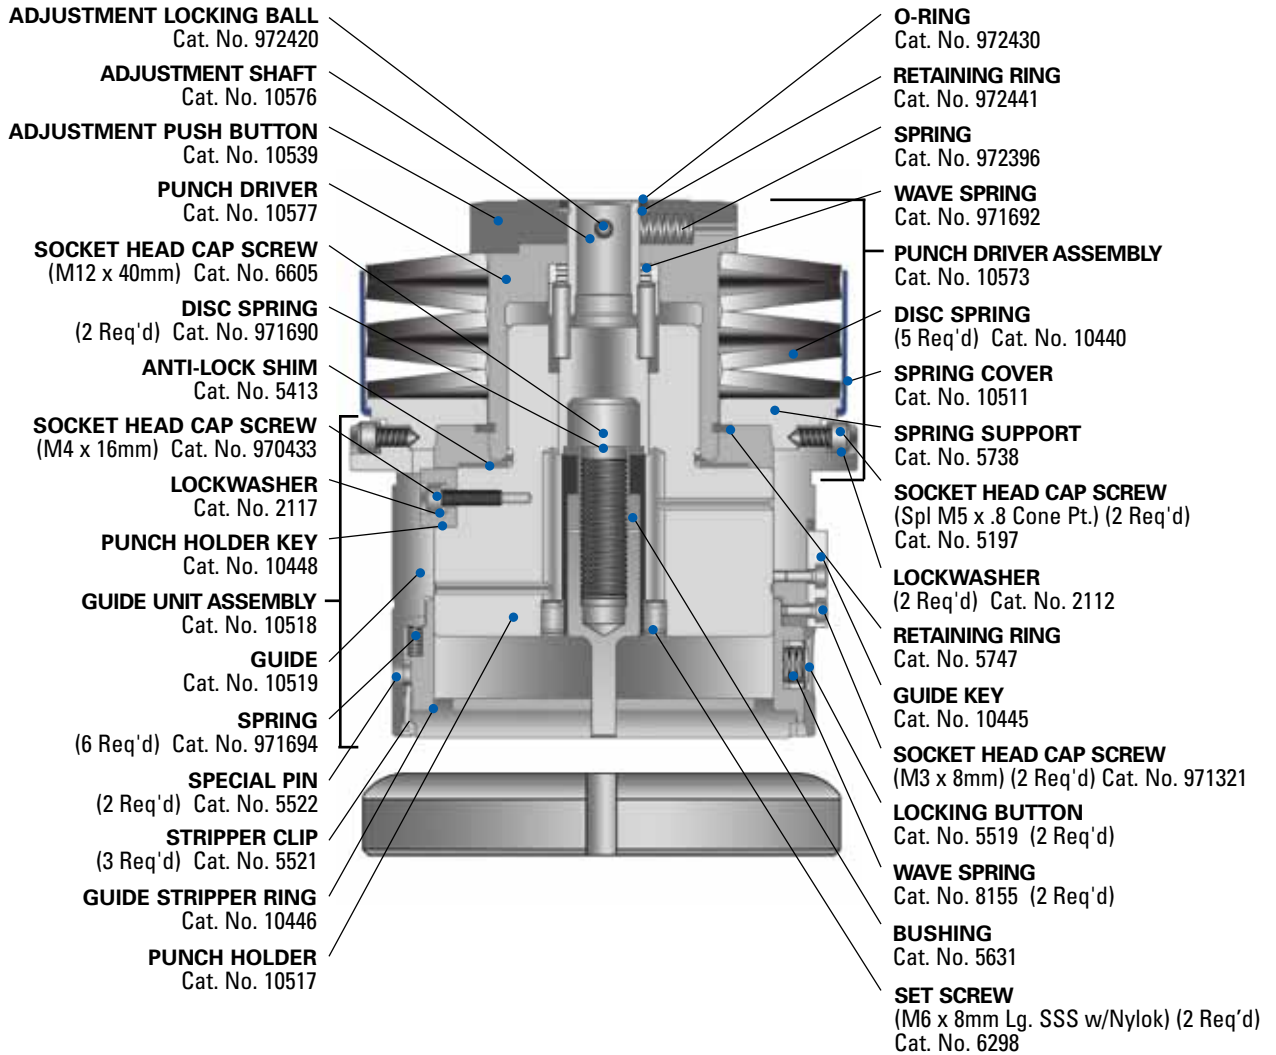 ADJUSTMENT LOCKING BALL
Cat. No. 972420
ADJUSTMENT SHAFT
Cat. No. 10576
ADJUSTMENT PUSH BUTTON
Cat. No. 10539
PUNCH DRIVER
Cat. No. 10577
SOCKET HEAD CAP SCREW
(M12 x 40mm) Cat. No. 6605
DISC SPRING
(2 Req'd) Cat. No. 971690
ANTI-LOCK SHIM
Cat. No. 5413
SOCKET HEAD CAP SCREW
(M4 x 16mm) Cat. No. 970433
LOCKWASHER
Cat. No. 2117
PUNCH HOLDER KEY
Cat. No. 10448
GUIDE UNIT ASSEMBLY
Cat. No. 10518
GUIDE
Cat. No. 10519
SPRING
(6 Req'd) Cat. No. 971694
SPECIAL PIN
(2 Req'd) Cat. No. 5522
STRIPPER CLIP
(3 Req'd) Cat. No. 5521
GUIDE STRIPPER RING
Cat. No. 10446
PUNCH HOLDER
Cat. No. 10517
O-RING
Cat. No. 972430
RETAINING RING
Cat. No. 972441
SPRING
Cat. No. 972396
WAVE SPRING
Cat. No. 971692
PUNCH DRIVER ASSEMBLY
Cat. No. 10573
DISC SPRING
(5 Req'd) Cat. No. 10440
SPRING COVER
Cat. No. 10511
SPRING SUPPORT
Cat. No. 5738
SOCKET HEAD CAP SCREW
(Spl M5 x .8 Cone Pt.) (2 Req'd)
Cat. No. 5197
LOCKWASHER
(2 Req'd) Cat. No. 2112
RETAINING RING
Cat. No. 5747
GUIDE KEY
Cat. No. 10445
SOCKET HEAD CAP SCREW
(M3 x 8mm) (2 Req'd) Cat. No. 971321
LOCKING BUTTON
Cat. No. 5519 (2 Req'd)
WAVE SPRING
Cat. No. 8155 (2 Req'd)
BUSHING
Cat. No. 5631
SET SCREW
(M6 x 8mm Lg. SSS w/Nylok) (2 Req’d)
Cat. No. 6298